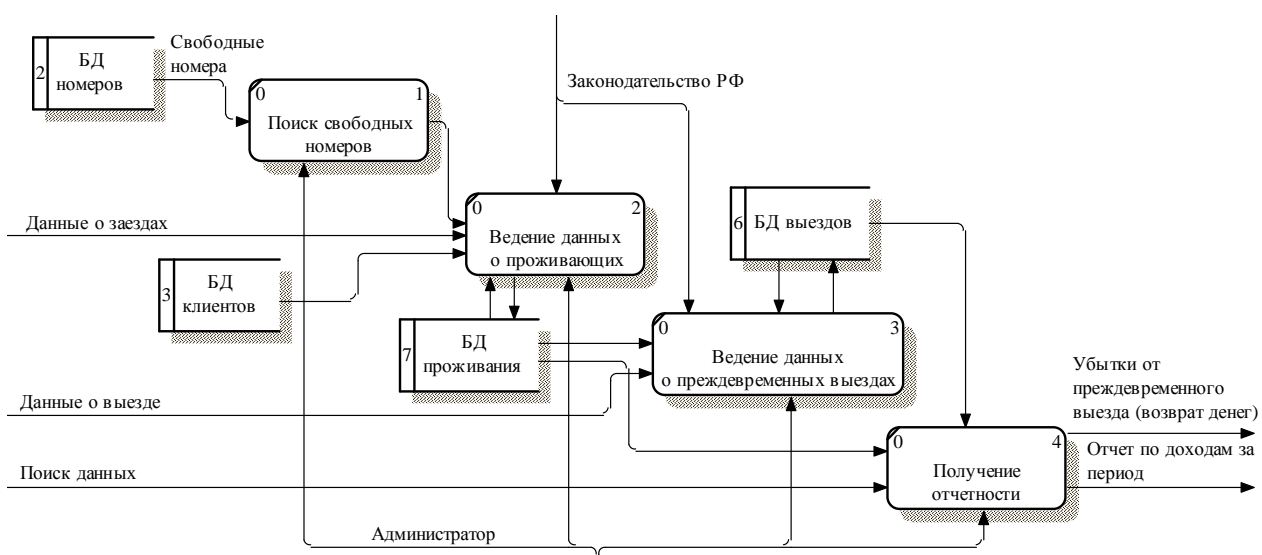 2
БД
номеров
Свободные
номера
0
1
Поиск свободных
номеров
Законодательство РФ
Данные о заездах
0
2
Ведение данных
о проживающих
6
БД выездов
3
БД
клиентов
7
БД
проживания
0
3
Ведение данных
о преждевременных выездах
Данные о выезде
Убытки от
преждевременного
выезда (возврат денег)
0
4
Получение
отчетности
Отчет по доходам за
период
Поиск данных
Администратор